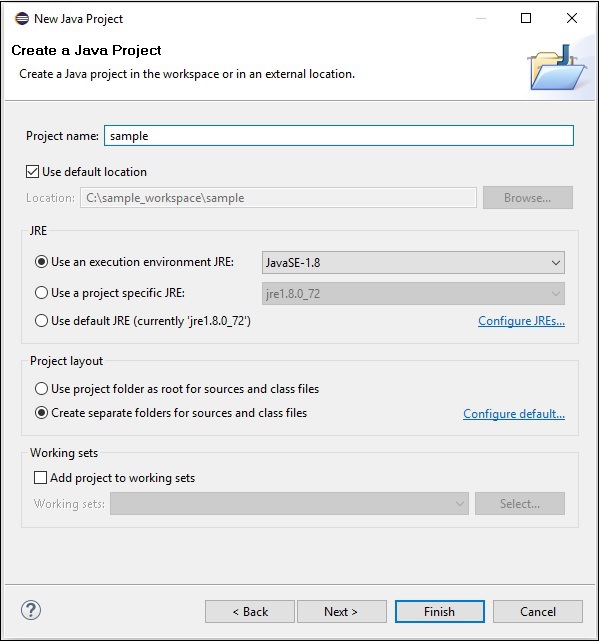 New Java Project
Create a Java Project
Create a Java project in the workspace or in an external location.
Project name: sample
Use default location
Location: C:\sample_workspace\sample Browse...
JRE
Use an execution environment JRE: JavaSE-1.8
Use a project specific JRE: jre1.8.0_72
Use default JRE (currently 'jre1.8.0_72') Configure JREs...
Project layout
Use project folder as root for sources and class files
Create separate folders for sources and class files Configure default...
Working sets
Add project to working sets
Working sets: Select...
? < Back Next > Finish Cancel